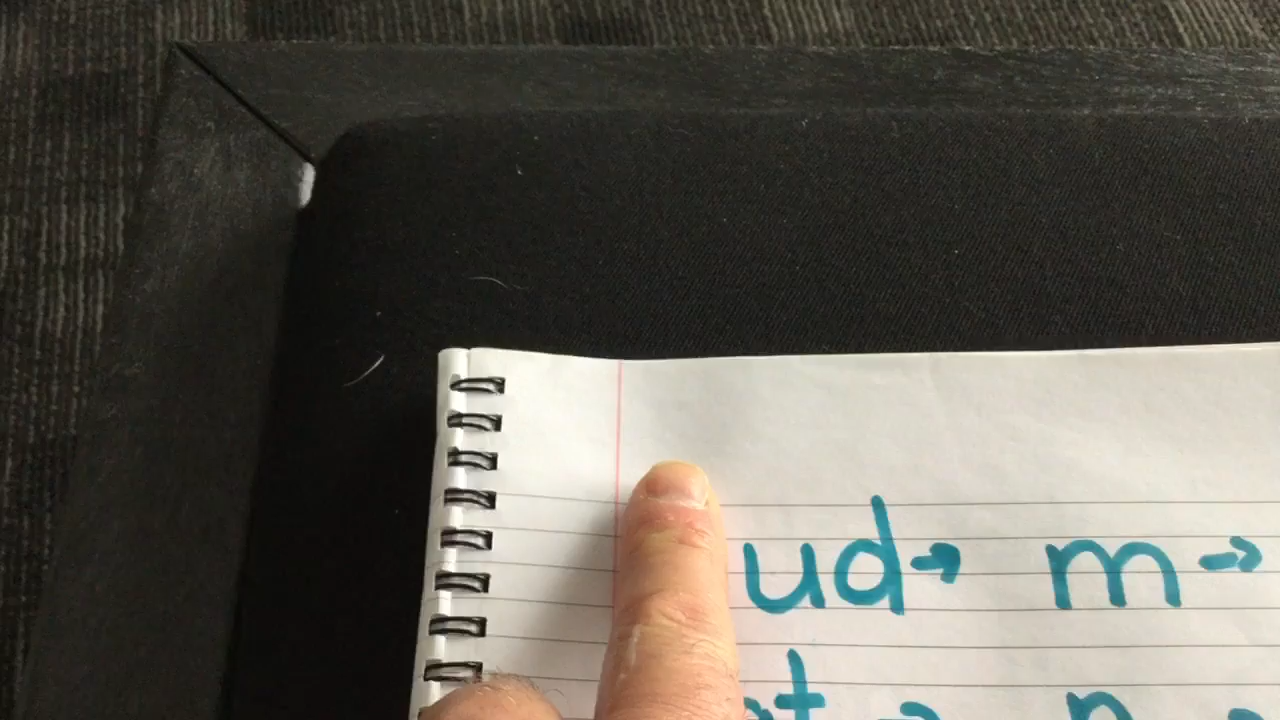 ud→ m →
t → n →